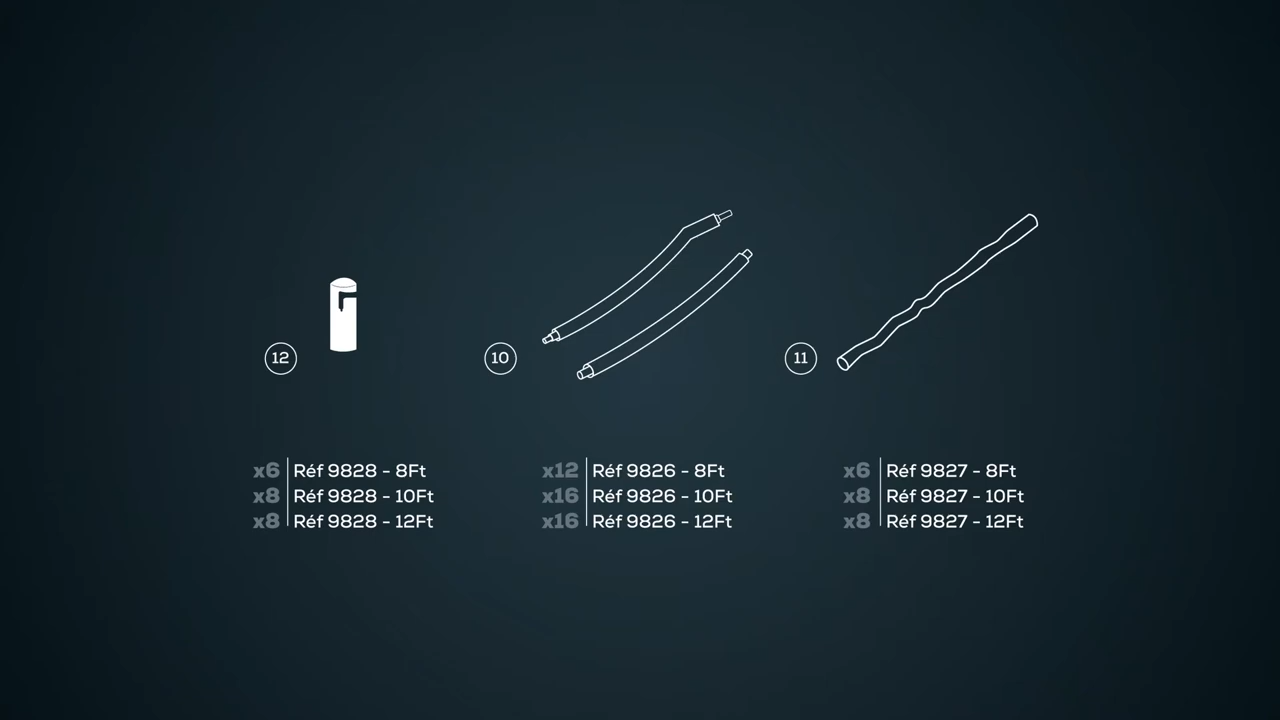 12
x6 Réf 9828 - 8Ft
x8 Réf 9828 - 10Ft
x8 Réf 9828 - 12Ft
10
x12 Réf 9826 - 8Ft
x16 Réf 9826 - 10Ft
x16 Réf 9826 - 12Ft
11
x6 Réf 9827 - 8Ft
x8 Réf 9827 - 10Ft
x8 Réf 9827 - 12Ft